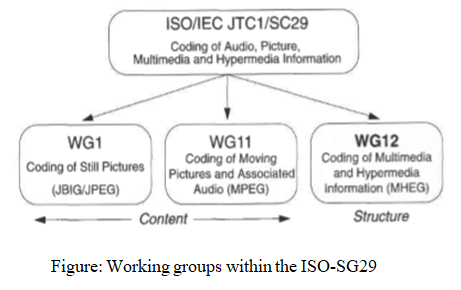 ISO/IEC JTC1/SC29
Coding of Audio, Picture,
Multimedia and Hypermedia Information
WG1
Coding of Still Pictures
(JBIG/JPEG)
WG11
Coding of Moving
Pictures and Associated
Audio (MPEG)
WG12
Coding of Multimedia
and Hypermedia
Information (MHEG)
Content
Structure
Figure: Working groups within the ISO-SG29